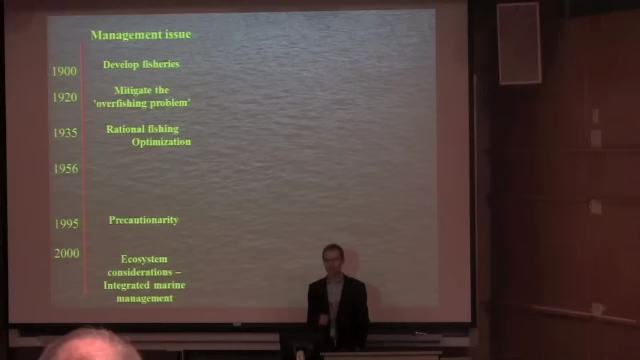 Management issue
1900 Develop fisheries
1920 Mitigate the
'overfishing problem'
1935 Rational fishing
Optimization
1956
1995 Precautionarity
2000 Ecosystem
considerations –
Integrated marine
management